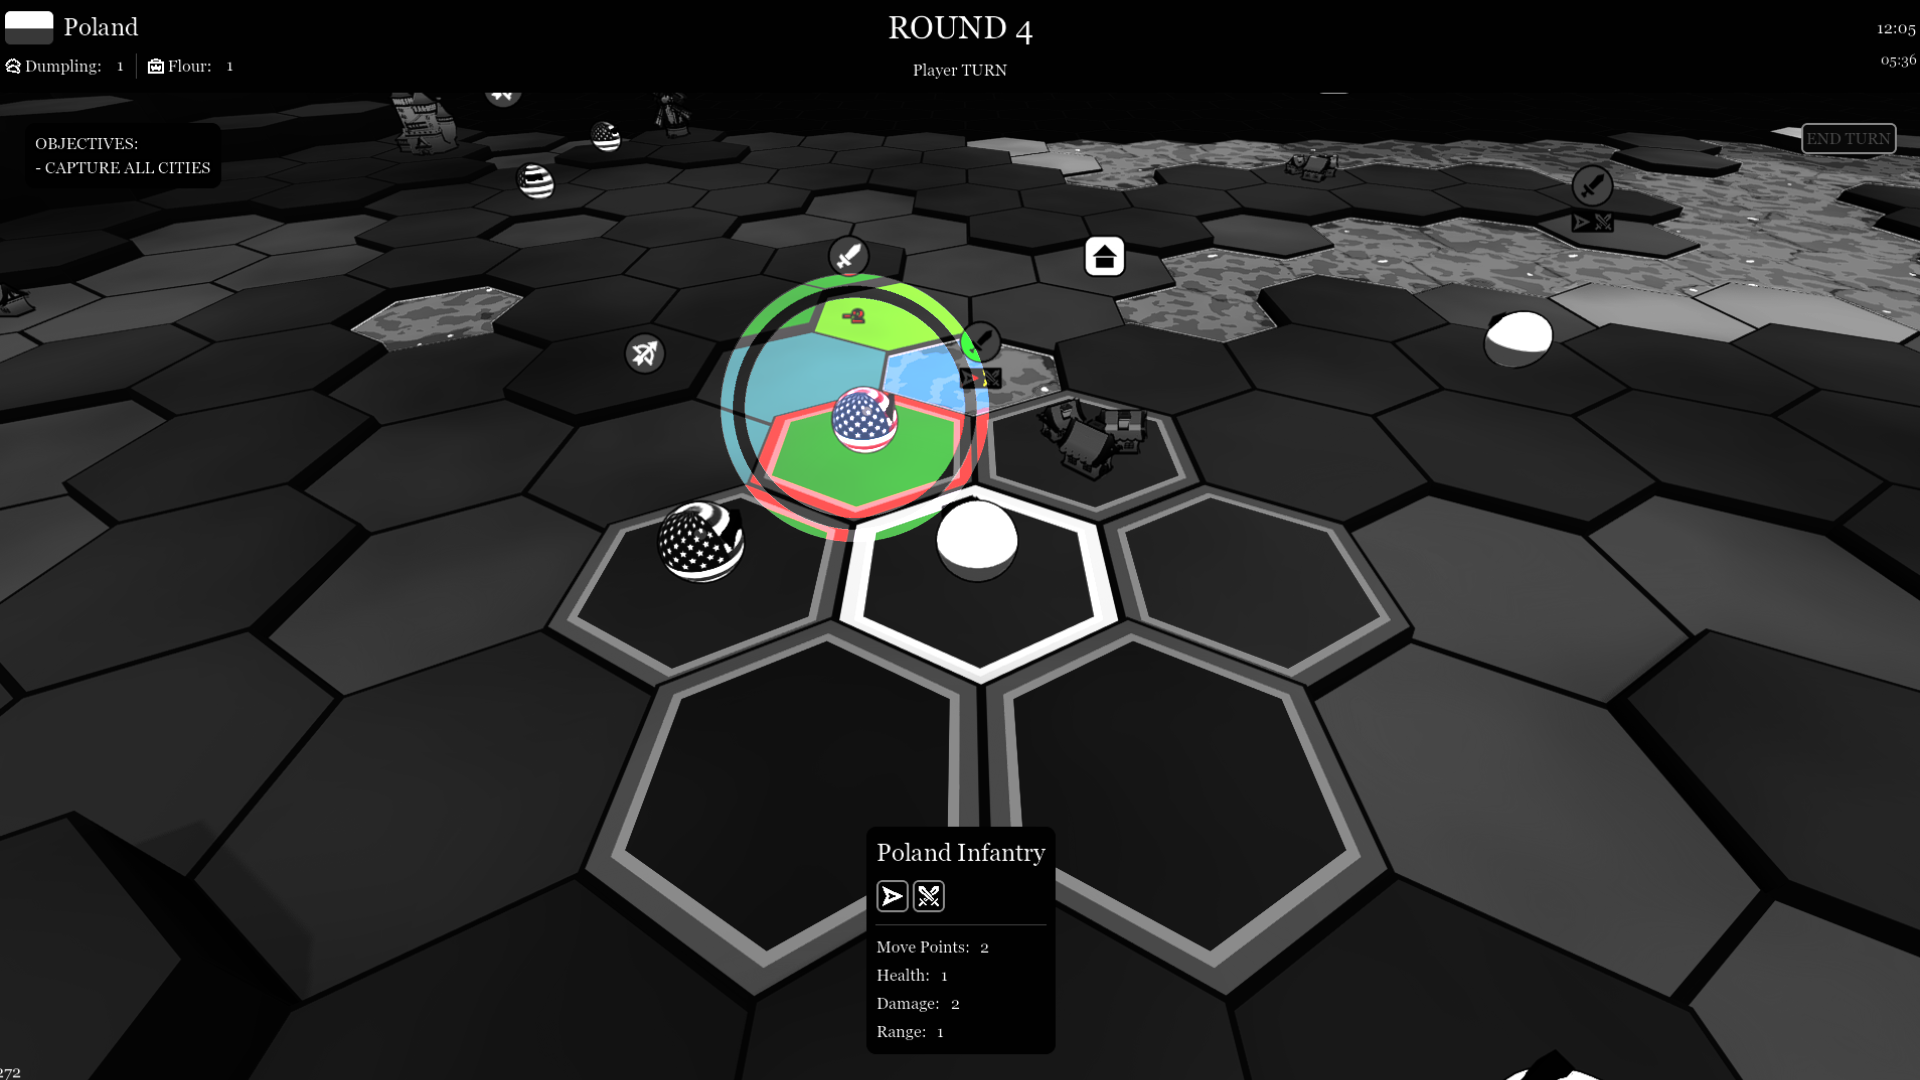 Poland
ROUND 4
12:05
Dumpling: 1
Flour: 1
Player TURN
05:36
OBJECTIVES:
- CAPTURE ALL CITIES
END TURN
Poland Infantry
Move Points: 2
Health: 1
Damage: 2
Range: 1
272